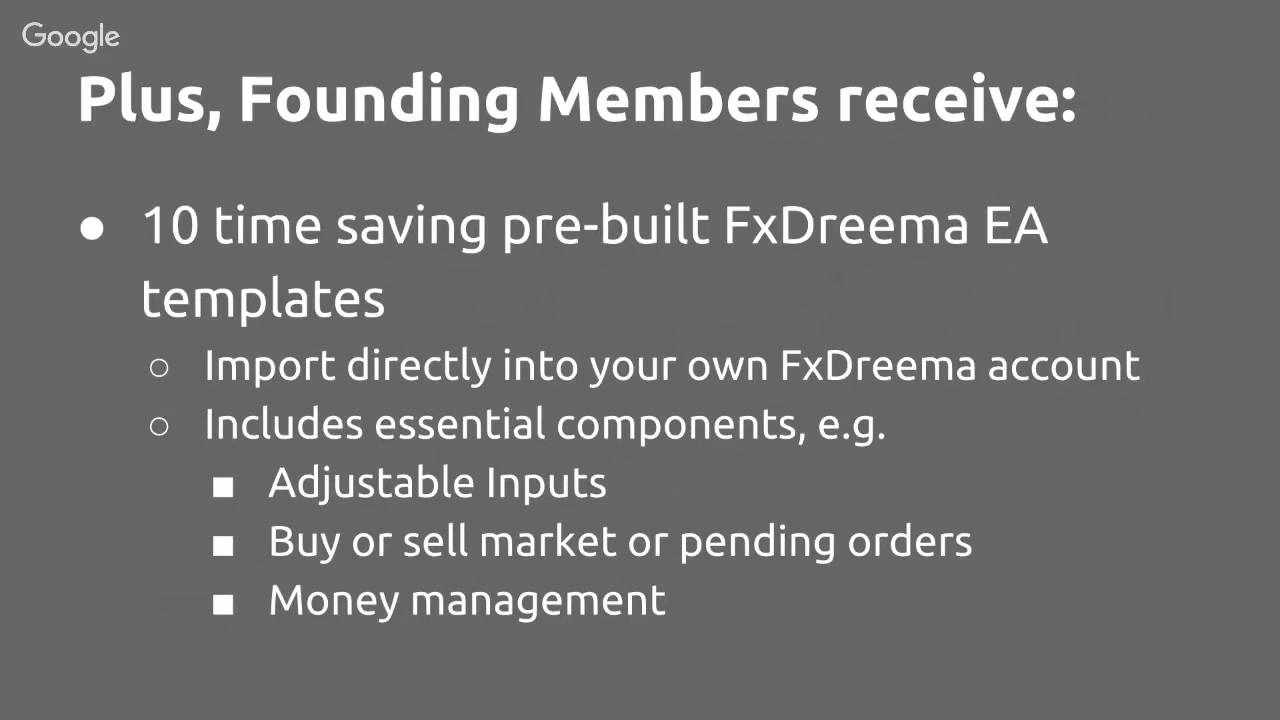 Google
Plus, Founding Members receive:
● 10 time saving pre-built FxDreema EA
templates
○ Import directly into your own FxDreema account
○ Includes essential components, e.g.
■ Adjustable Inputs
■ Buy or sell market or pending orders
■ Money management